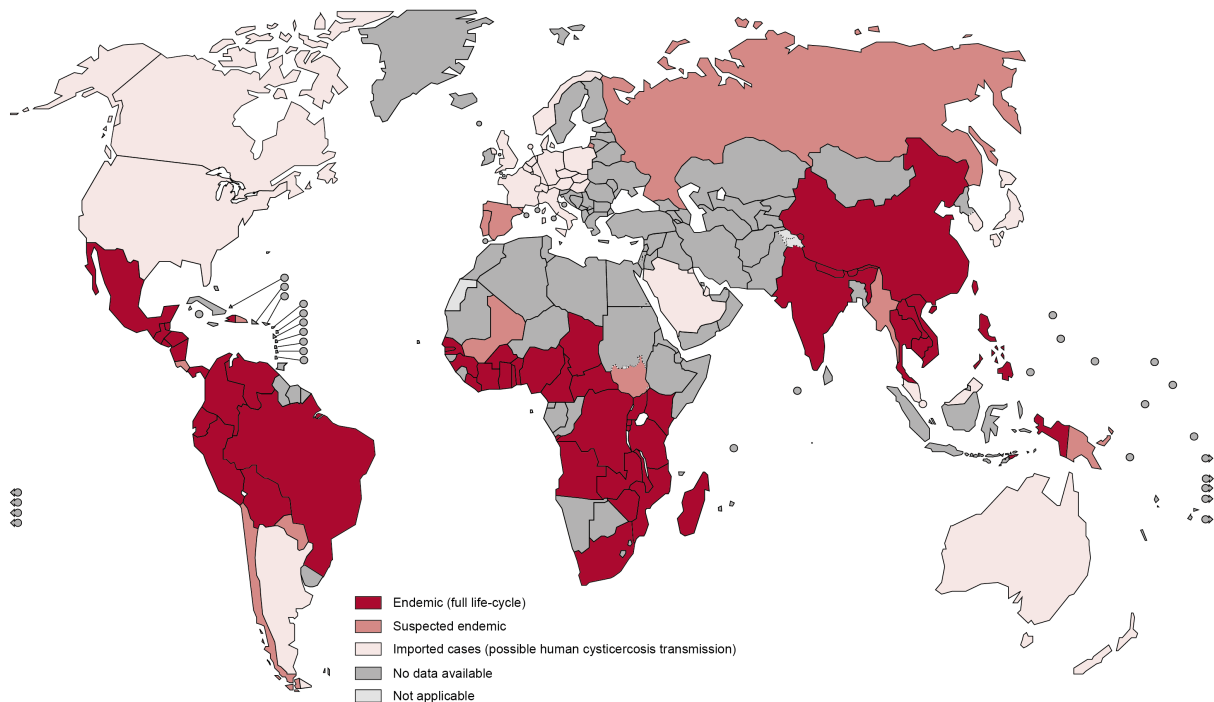 Endemic (full life-cycle)
Suspected endemic
Imported cases (possible human cysticercosis transmission)
No data available
Not applicable